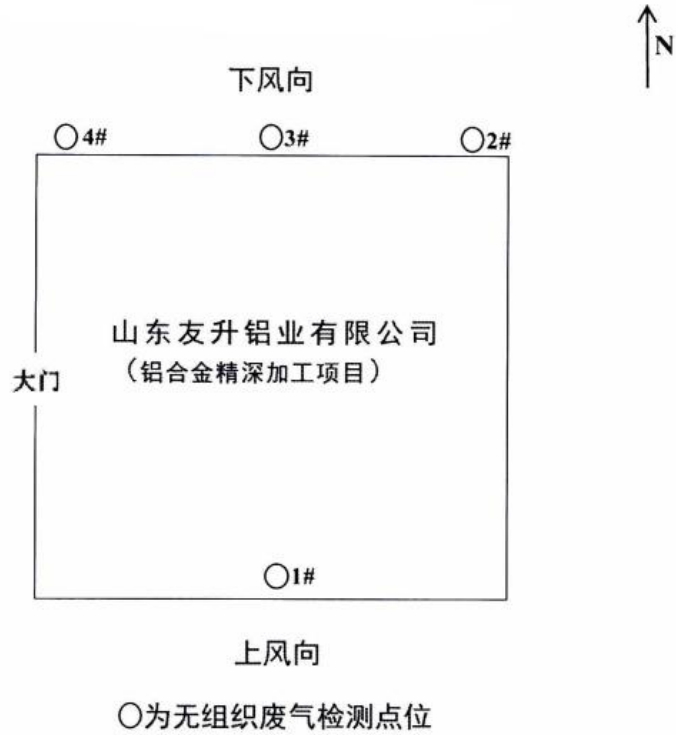 N
下风向
○4# ○3# ○2#
山东友升铝业有限公司
（铝合金精深加工项目）
大门
○1#
上风向
○为无组织废气检测点位